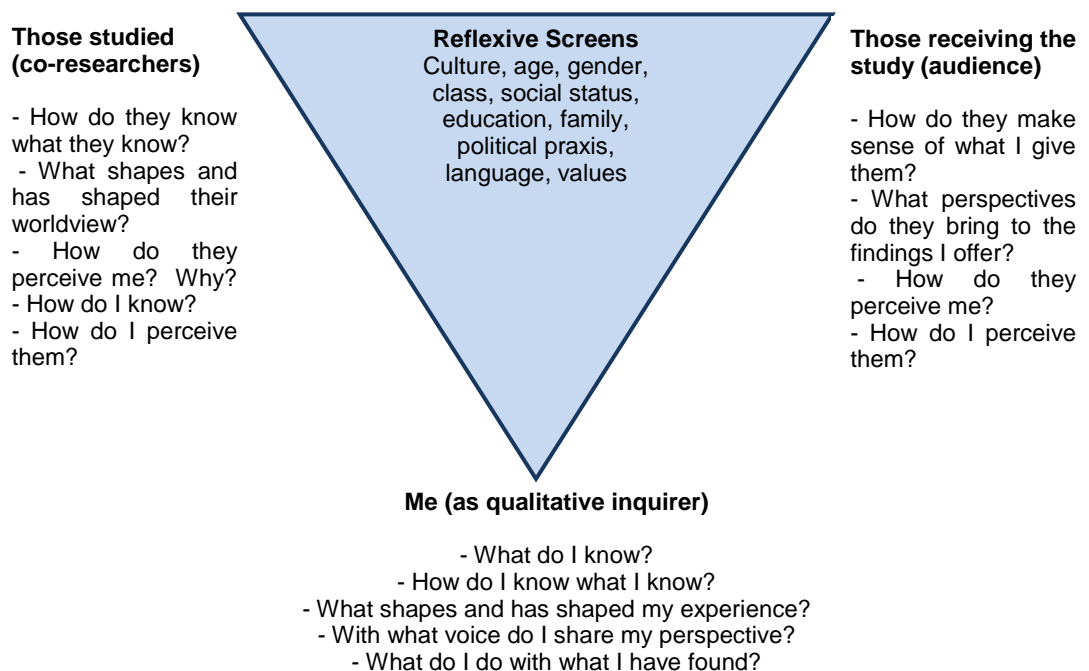 Those studied
(co-researchers)
- How do they know
what they know?
- What shapes and
has shaped their
worldview?
- How do they
perceive me? Why?
- How do I know?
- How do I perceive
them?
Reflexive Screens
Culture, age, gender,
class, social status,
education, family,
political praxis,
language, values
Those receiving the
study (audience)
- How do they make
sense of what I give
them?
- What perspectives
do they bring to the
findings I offer?
- How do they
perceive me?
- How do I perceive
them?
Me (as qualitative inquirer)
- What do I know?
- How do I know what I know?
- What shapes and has shaped my experience?
- With what voice do I share my perspective?
- What do I do with what I have found?